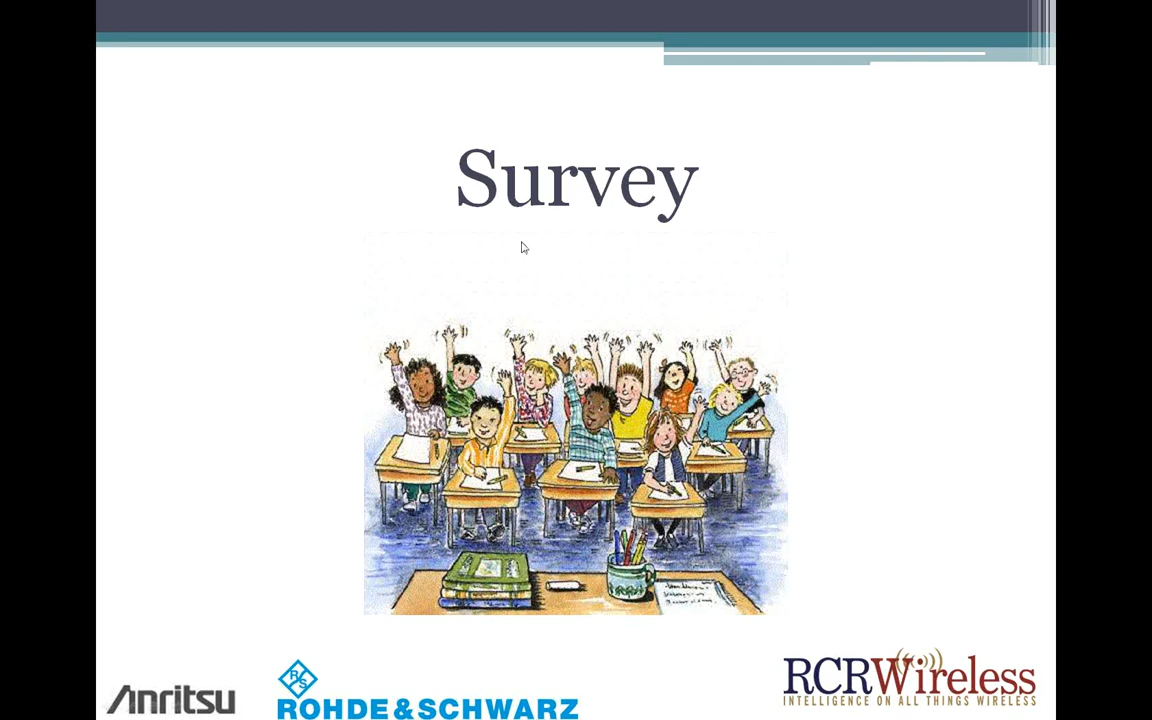 Survey
Anritsu
R S
ROHDE & SCHWARZ
RCRWireless
INTELLIGENCE ON ALL THINGS WIRELESS